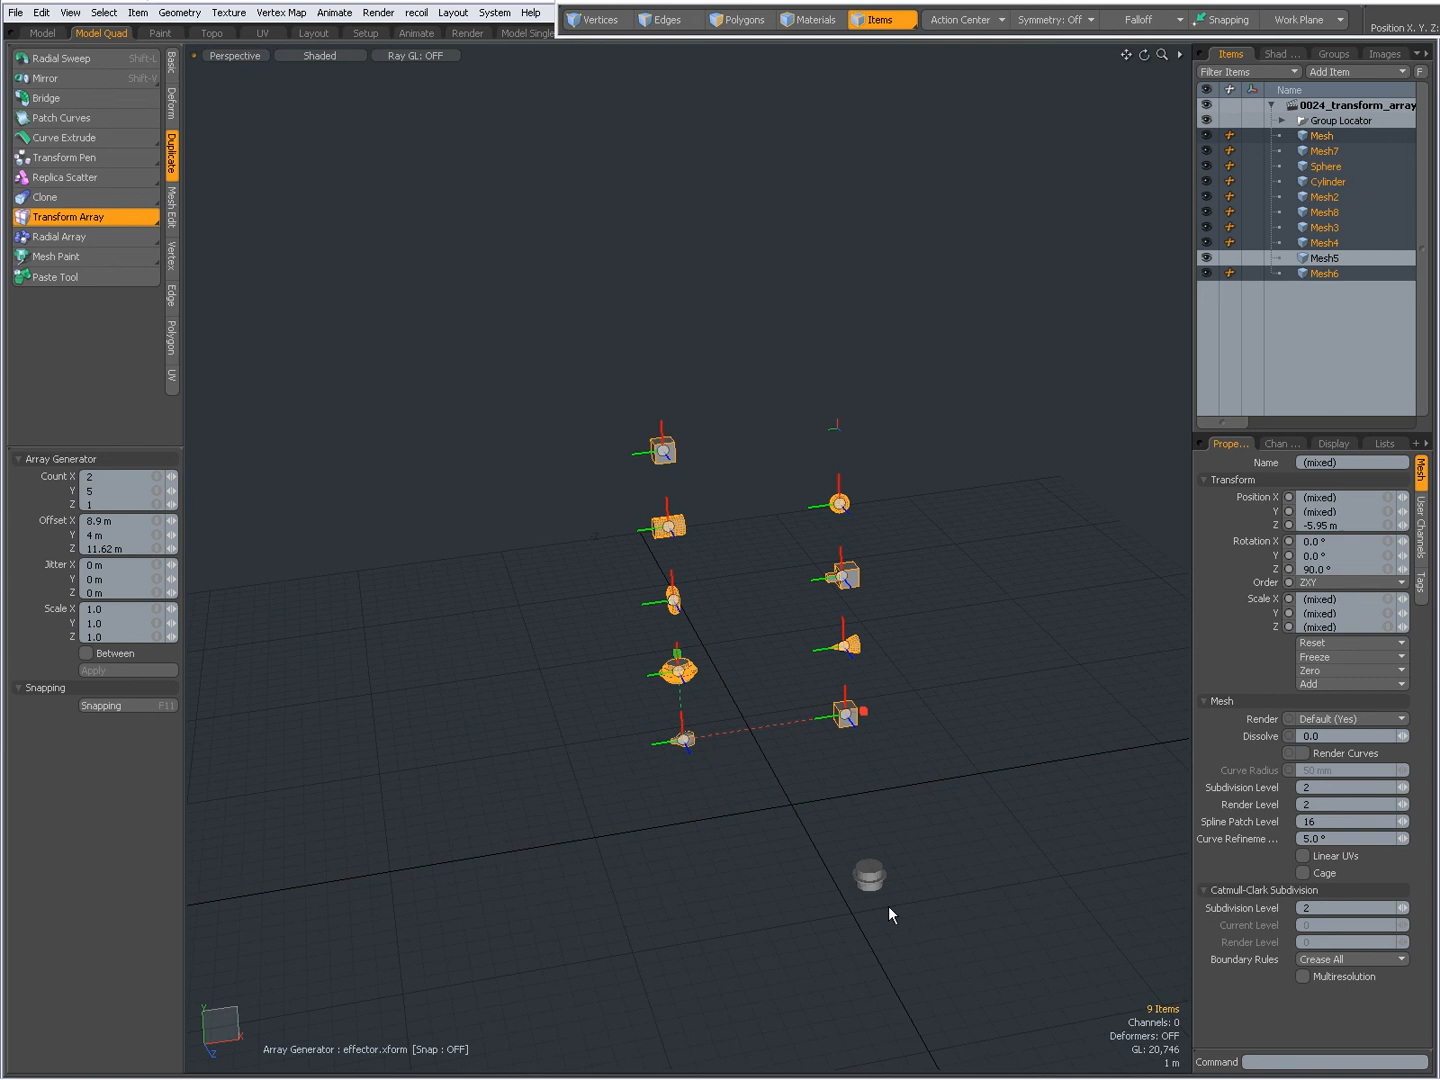 File Edit View Select Item Geometry Texture Vertex Map Animate Render recoil Layout System Help
Vertices Edges Polygons Materials Items Action Center Symmetry: Off Falloff Snapping Work Plane
Position X, Y, Z:
Model Model Quad Paint Topo UV Layout Setup Animate Render Model Single
Radial Sweep Shift-L
Mirror Shift-V
Bridge
Patch Curves
Curve Extrude
Transform Pen
Replica Scatter
Clone
Transform Array
Radial Array
Mesh Paint
Paste Tool
Basic
Deform
Duplicate
Mesh Edit
Vertex
Edge
Polygon
UV
Array Generator
Count X 2
Y 5
Z 1
Offset X 8.9 m
Y 4 m
Z 11.62 m
Jitter X 0 m
Y 0 m
Z 0 m
Scale X 1.0
Y 1.0
Z 1.0
Between
Apply
Snapping
Snapping F11
Perspective Shaded Ray GL: OFF
Y
X
Z
Array Generator : effector.xform [Snap : OFF]
9 Items
Channels: 0
Deformers: OFF
GL: 20,746
1 m
Items Shad ... Groups Images
Filter Items Add Item F
Name
0024_transform_array
Group Locator
Mesh
Mesh7
Sphere
Cylinder
Mesh2
Mesh8
Mesh3
Mesh4
Mesh5
Mesh6
Prope... Chan ... Display Lists
Name (mixed)
Transform
Position X (mixed)
Y (mixed)
Z -5.95 m
Rotation X 0.0 °
Y 0.0 °
Z 90.0 °
Order ZXY
Scale X (mixed)
Y (mixed)
Z (mixed)
Reset
Freeze
Zero
Add
Mesh
Render Default (Yes)
Dissolve 0.0
Render Curves
Curve Radius 50 mm
Subdivision Level 2
Render Level 2
Spline Patch Level 16
Curve Refineme ... 5.0 °
Linear UVs
Cage
Catmull-Clark Subdivision
Subdivision Level 2
Current Level 0
Render Level 0
Boundary Rules Crease All
Multiresolution
Mesh
User Channels
Tags
Command